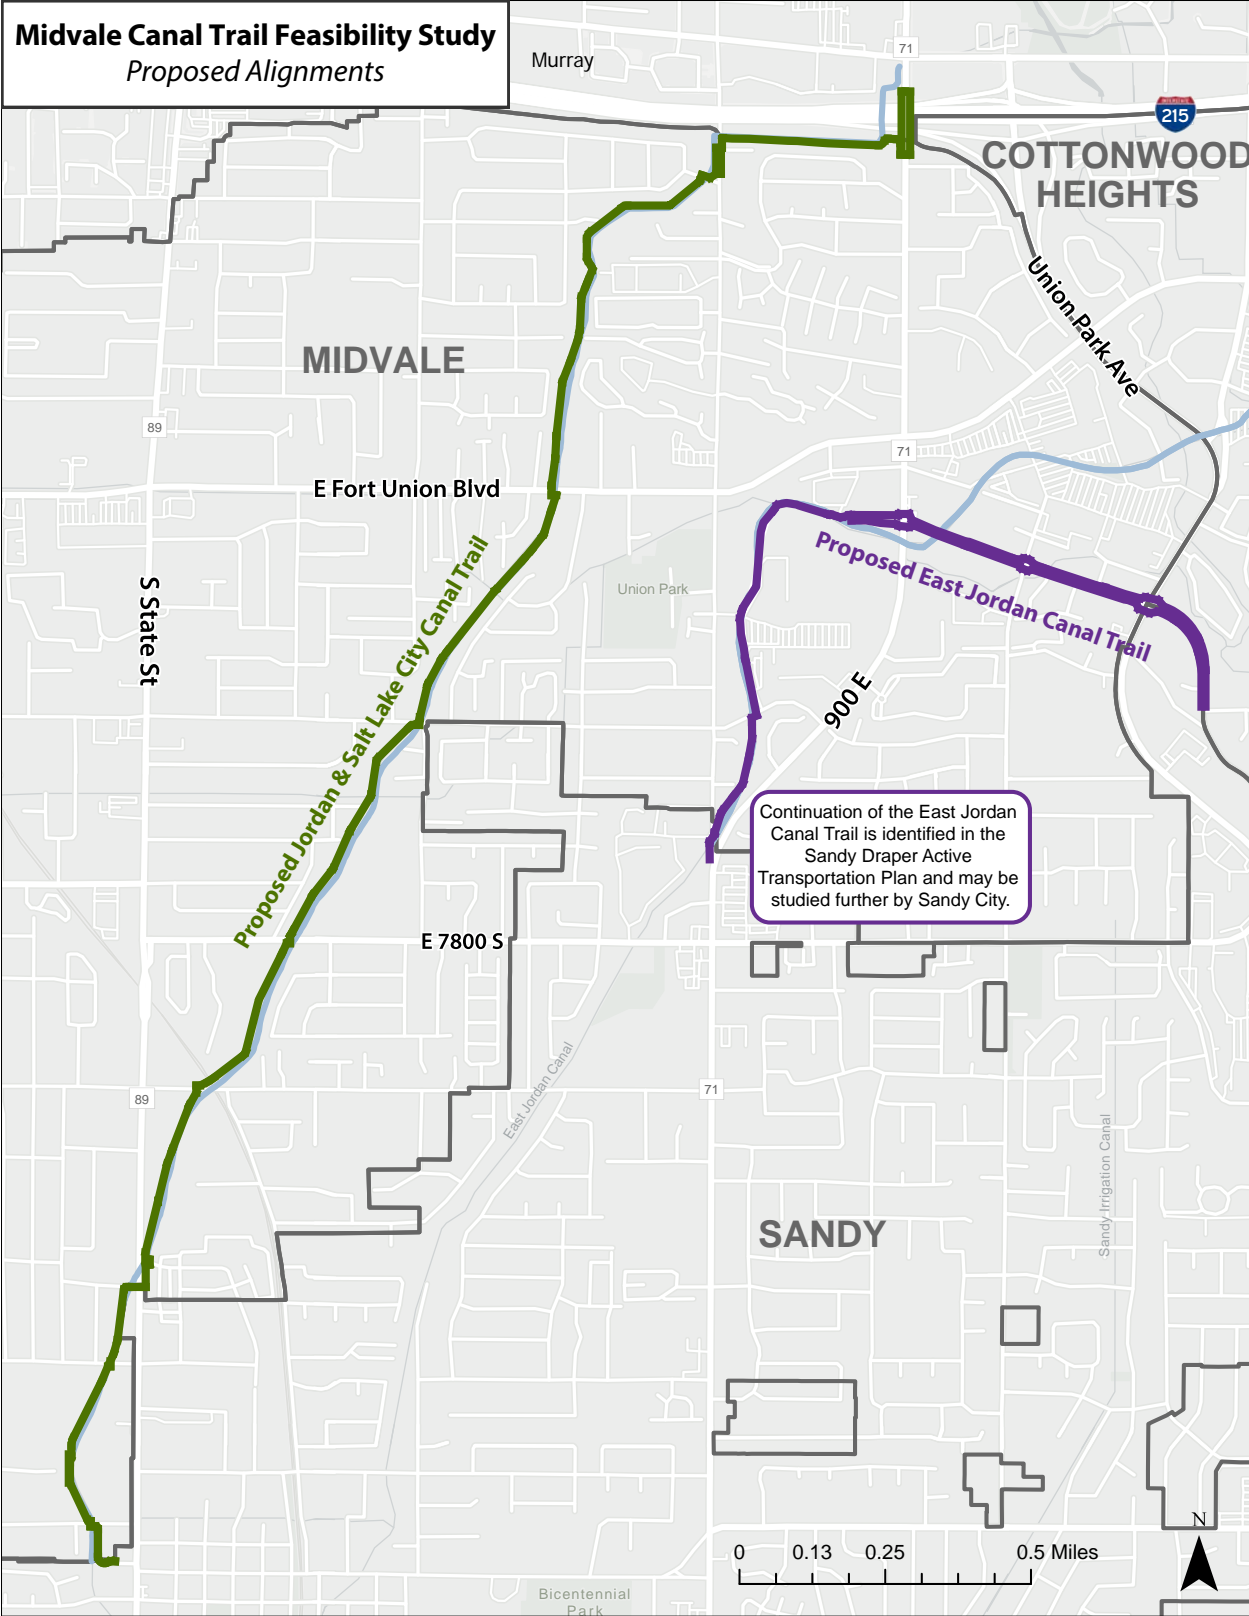 Midvale Canal Trail Feasibility Study
Proposed Alignments
Murray
71
INTERSTATE
215
COTTONWOOD
HEIGHTS
Union Park Ave
MIDVALE
89
71
E Fort Union Blvd
Proposed Jordan & Salt Lake City Canal Trail
S State St
Union Park
Proposed East Jordan Canal Trail
900 E
Continuation of the East Jordan
Canal Trail is identified in the
Sandy Draper Active
Transportation Plan and may be
studied further by Sandy City.
E 7800 S
East Jordan Canal
89
71
Sandy Irrigation Canal
SANDY
N
0 0.13 0.25 0.5 Miles
Bicentennial
Park